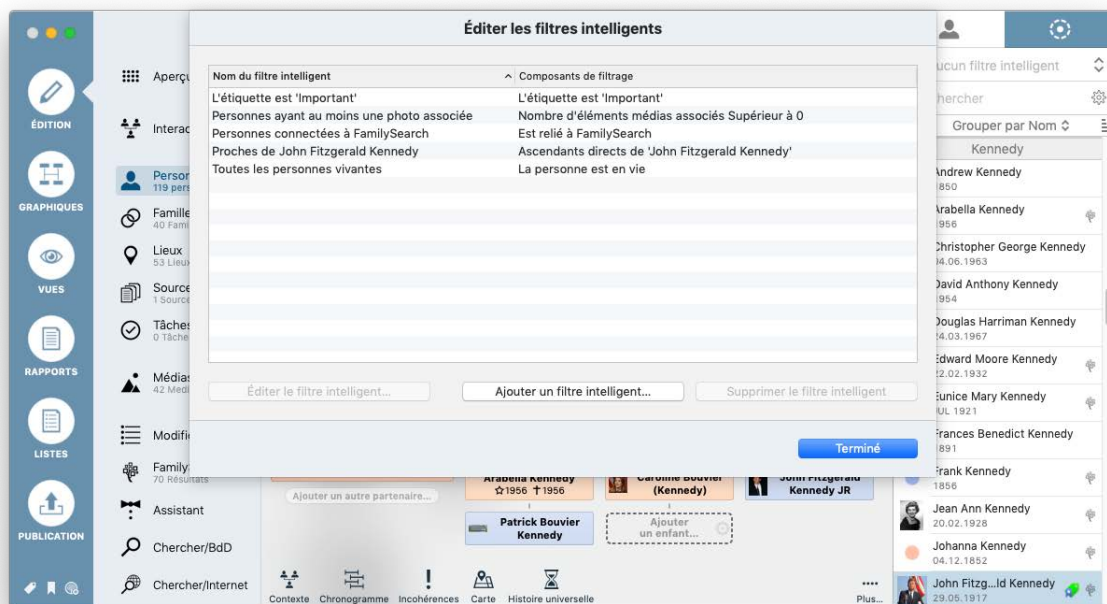 Éditer les filtres intelligents
Nom du filtre intelligent
Composants de filtrage
L'étiquette est 'Important'
L'étiquette est 'Important'
Personnes ayant au moins une photo associée
Nombre d'éléments médias associés Supérieur à 0
Personnes connectées à FamilySearch
Est relié à FamilySearch
Proches de John Fitzgerald Kennedy
Ascendants directs de 'John Fitzgerald Kennedy'
Toutes les personnes vivantes
La personne est en vie
Éditer le filtre intelligent...
Ajouter un filtre intelligent...
Supprimer le filtre intelligent
Terminé
ÉDITION
GRAPHIQUES
VUES
RAPPORTS
LISTES
PUBLICATION
Aperçu
Interac
Person
119 pers
Famille
40 Fami
Lieux
53 Lieux
Source
1 Source
Tâches
0 Tâche
Médias
42 Medi
Modifi
Family
70 Résultats
Assistant
Chercher/BdD
Chercher/Internet
Ajouter un autre partenaire...
Arabella Kennedy
☆1956 ✝1956
Patrick Bouvier
Kennedy
Caroline Bouvier
(Kennedy)
Ajouter
un enfant...
John Fitzgerald
Kennedy JR
Contexte
Chronogramme
Incohérences
Carte
Histoire universelle
Plus...
ucun filtre intelligent
hercher
Grouper par Nom
Kennedy
Andrew Kennedy
1850
Arabella Kennedy
1956
Christopher George Kennedy
04.06.1963
David Anthony Kennedy
1954
Douglas Harriman Kennedy
24.03.1967
Edward Moore Kennedy
22.02.1932
Eunice Mary Kennedy
JUL 1921
Frances Benedict Kennedy
1891
Frank Kennedy
1856
Jean Ann Kennedy
20.02.1928
Johanna Kennedy
04.12.1852
John Fitzg...ld Kennedy
29.05.1917